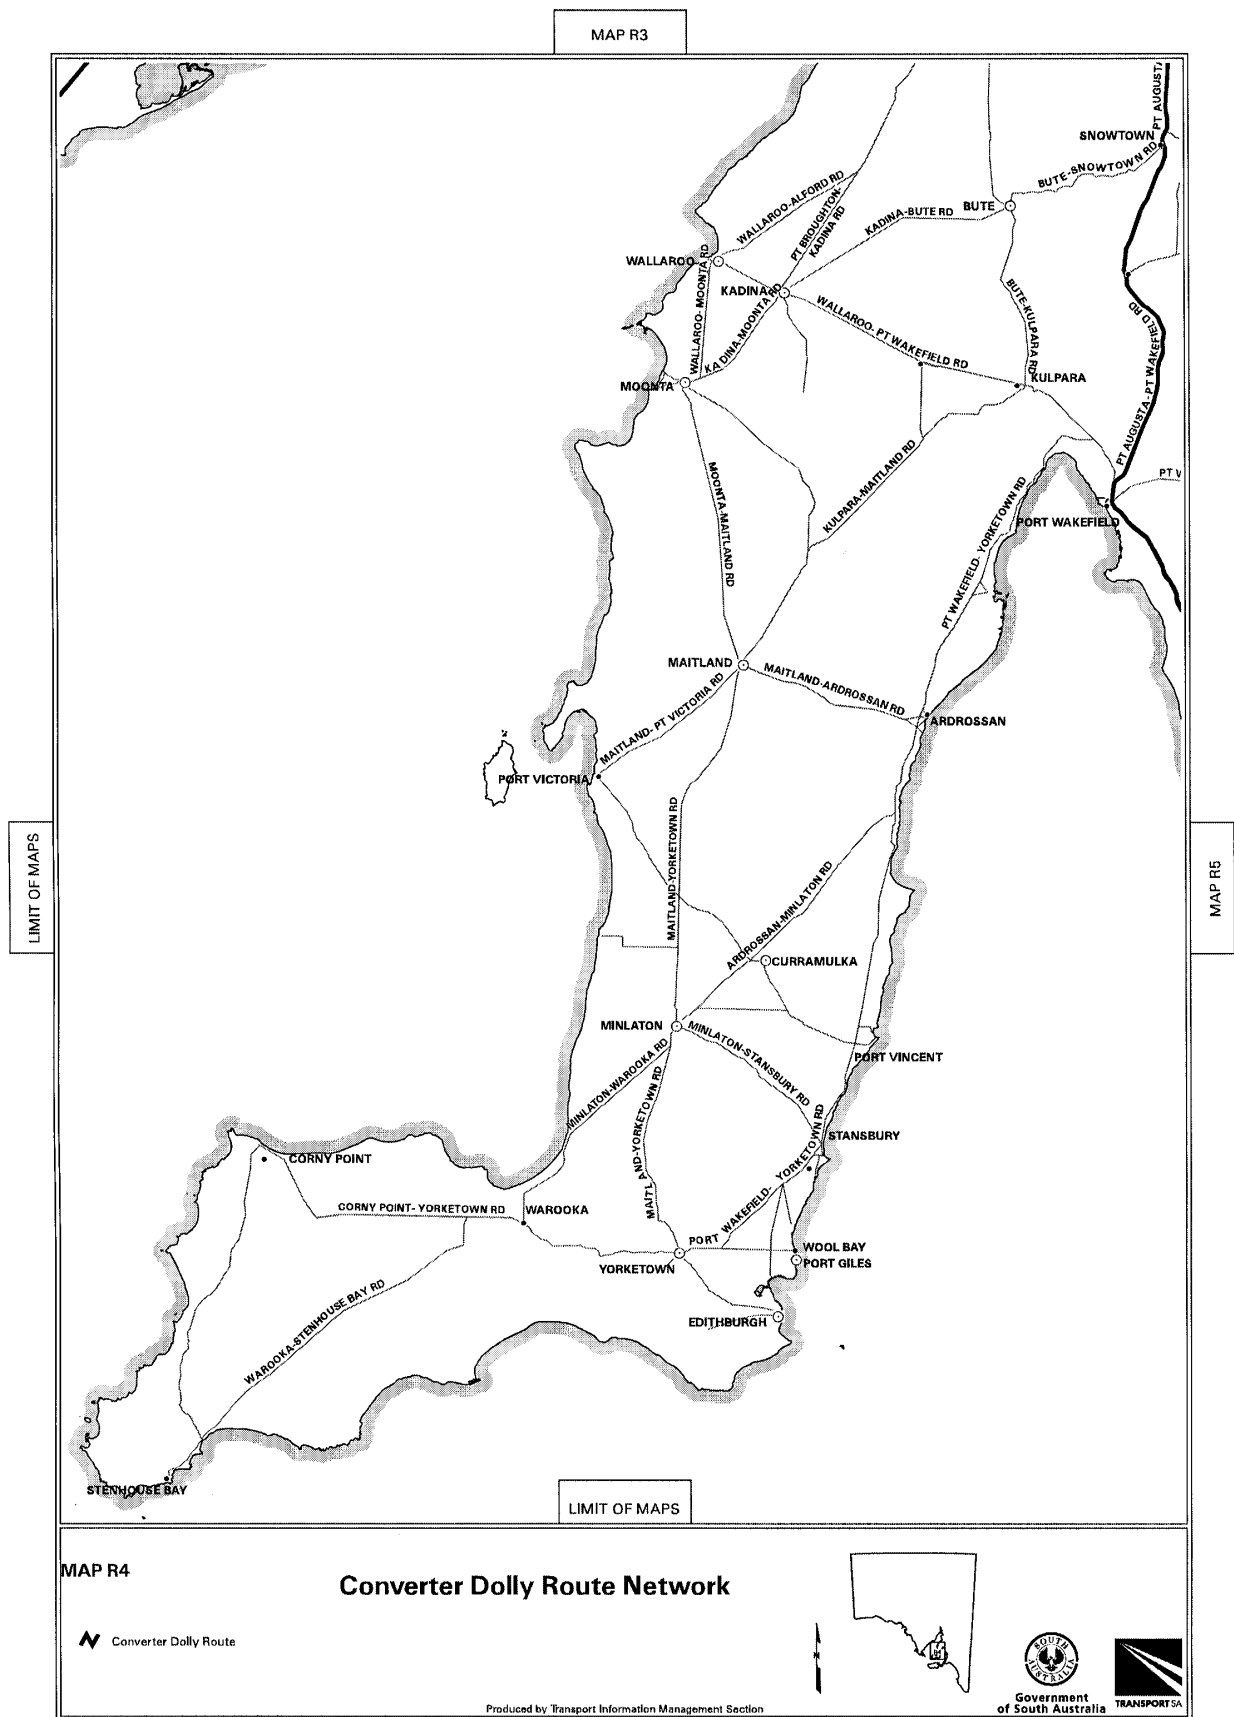 MAP R3
PT AUGUSTA
SNOWTOWN
BUTE-SNOWTOWN RD
WALLAROO-ALFORD RD
PT BROUGHTON-
KADINA RD
KADINA-BUTE RD
BUTE
WALLAROO
WALLAROO-MOONTA RD
KADINA
KADINA-MOONTA RD
WALLAROO-PT WAKEFIELD RD
BUTE-KULPARA RD
PT AUGUSTA-PT WAKEFIELD RD
MOONTA
KULPARA
MOONTA-MAITLAND RD
KULPARA-MAITLAND RD
PT WAKEFIELD-YORKETOWN RD
PT W
PORT WAKEFIELD
MAITLAND
MAITLAND-ARDROSSAN RD
MAITLAND-PT VICTORIA RD
ARDROSSAN
PORT VICTORIA
MAITLAND-YORKETOWN RD
ARDROSSAN-MINLATON RD
LIMIT OF MAPS
MAP R5
CURRAMULKA
MINLATON
MINLATON-STANSBURY RD
MINLATON-WAROOKA RD
MAITLAND-YORKETOWN RD
PORT VINCENT
STANSBURY
CORNY POINT
CORNY POINT-YORKETOWN RD
WAROOKA
PORT WAKEFIELD-YORKETOWN RD
WOOL BAY
YORKETOWN
PORT GILES
WAROOKA-STENHOUSE BAY RD
EDITHBURGH
STENHOUSE BAY
LIMIT OF MAPS
MAP R4
Converter Dolly Route Network
Converter Dolly Route
N
SOUTH AUSTRALIA
Government
of South Australia
TRANSPORT SA
Produced by Transport Information Management Section